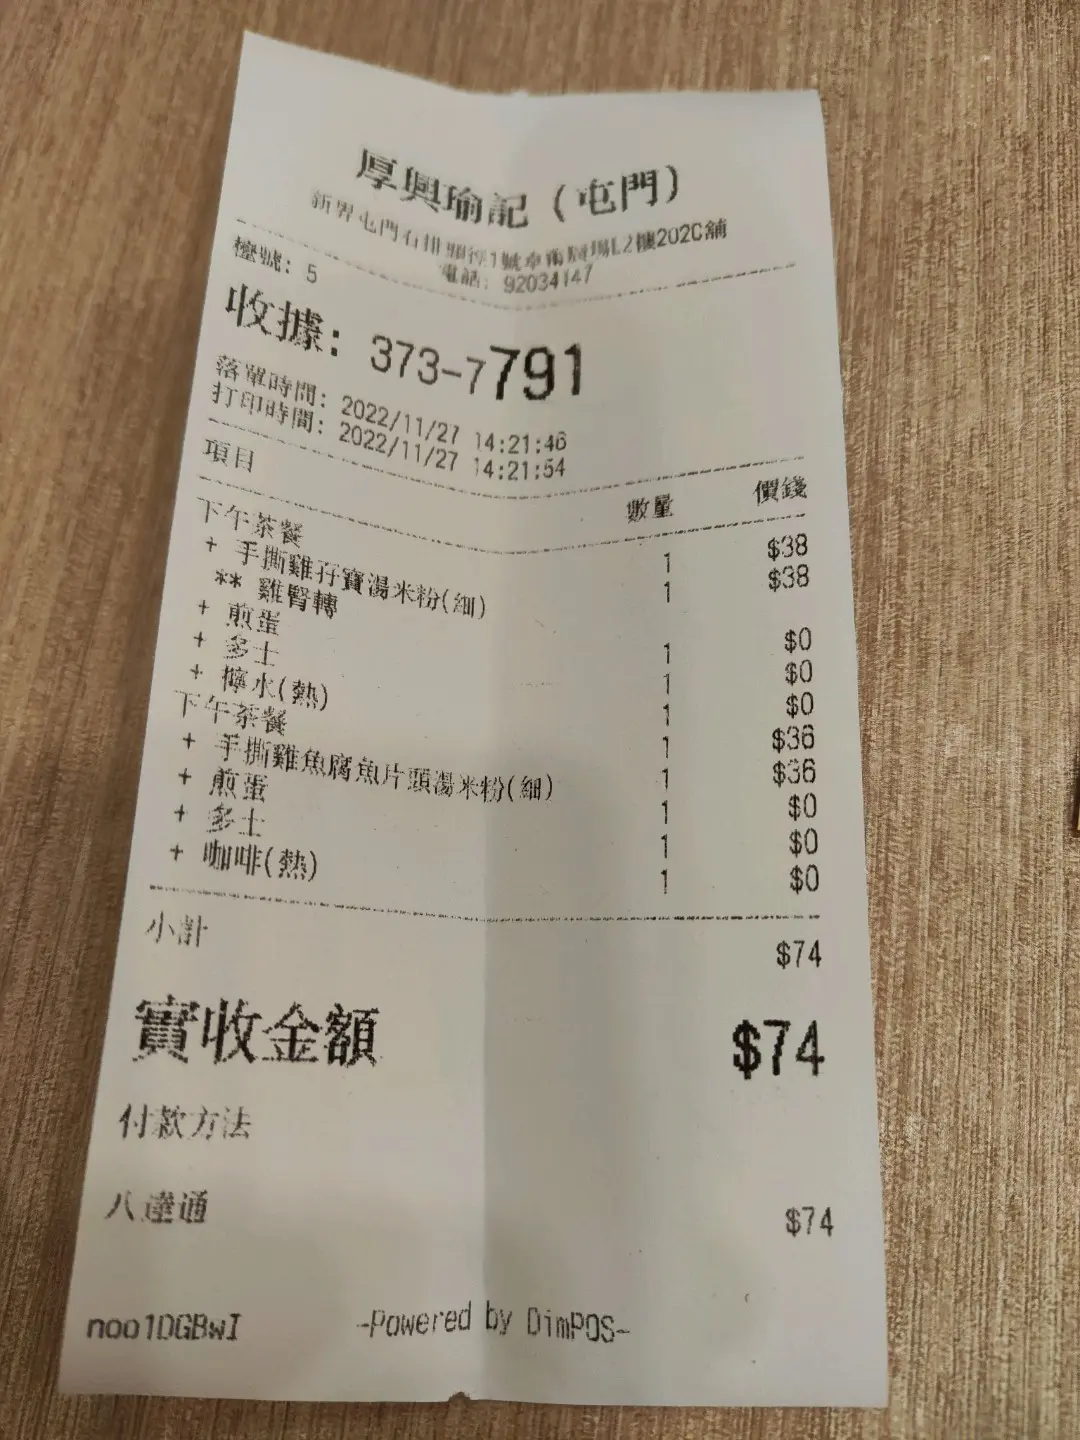 厚興瑜記（屯門）
新界屯門石排頭徑1號卓爾廣場L2樓202C舖
電話: 92034147
檯號: 5
收據: 373-7791
落單時間: 2022/11/27 14:21:46
打印時間: 2022/11/27 14:21:54
項目 數量 價錢
下午茶餐 1 $38
+ 手撕雞孖寶湯米粉(細) 1 $38
** 雞腎轉
+ 煎蛋 1 $0
+ 多士 1 $0
+ 檸水(熱) 1 $0
下午茶餐 1 $36
+ 手撕雞魚腐魚片頭湯米粉(細) 1 $36
+ 煎蛋 1 $0
+ 多士 1 $0
+ 咖啡(熱) 1 $0
小計 $74
實收金額 $74
付款方法
八達通 $74
noo1DGBwI -Powered by DimPOS-